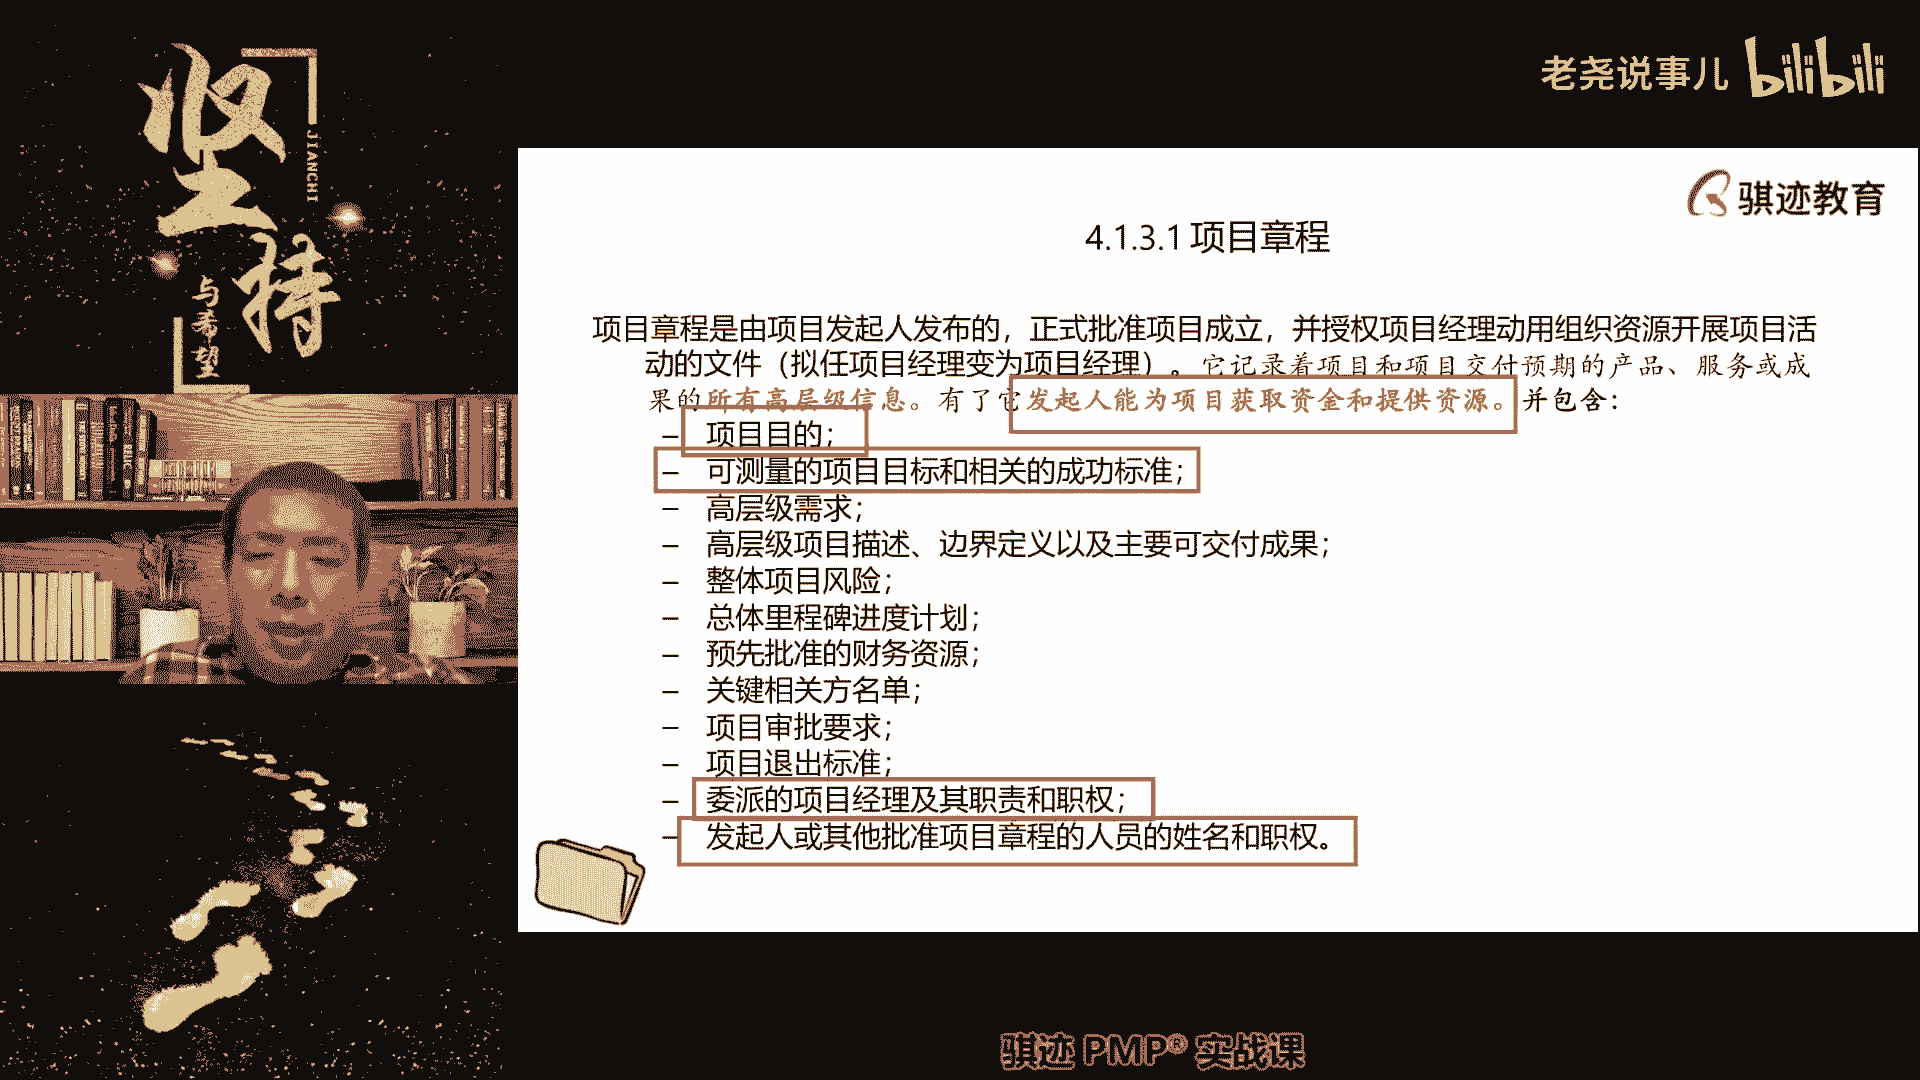 坚持
JIANCHI
与希望
老尧说事儿 bilibili
骐迹教育
4.1.3.1 项目章程
项目章程是由项目发起人发布的，正式批准项目成立，并授权项目经理动用组织资源开展项目活
动的文件（拟任项目经理变为项目经理）。它记录着项目和项目交付预期的产品、服务或成
果的所有高层级信息。有了它发起人能为项目获取资金和提供资源。并包含：
– 项目目的；
– 可测量的项目目标和相关的成功标准；
– 高层级需求；
– 高层级项目描述、边界定义以及主要可交付成果；
– 整体项目风险；
– 总体里程碑进度计划；
– 预先批准的财务资源；
– 关键相关方名单；
– 项目审批要求；
– 项目退出标准；
– 委派的项目经理及其职责和职权；
– 发起人或其他批准项目章程的人员的姓名和职权。
骐迹 PMP® 实战课